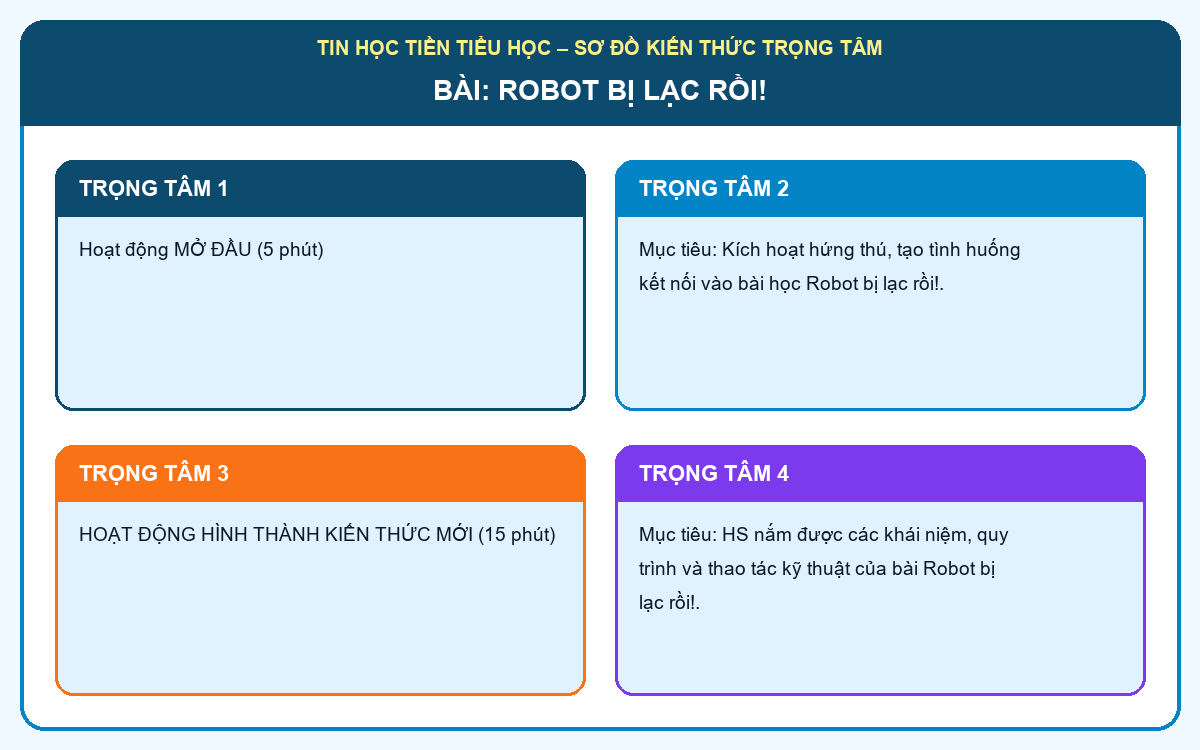 TIN HỌC TIỀN TIỂU HỌC – SƠ ĐỒ KIẾN THỨC TRỌNG TÂM
BÀI: ROBOT BỊ LẠC RỒI!
TRỌNG TÂM 1
Hoạt động MỞ ĐẦU (5 phút)
TRỌNG TÂM 2
Mục tiêu: Kích hoạt hứng thú, tạo tình huống
kết nối vào bài học Robot bị lạc rồi!.
TRỌNG TÂM 3
HOẠT ĐỘNG HÌNH THÀNH KIẾN THỨC MỚI (15 phút)
TRỌNG TÂM 4
Mục tiêu: HS nắm được các khái niệm, quy
trình và thao tác kỹ thuật của bài Robot bị
lạc rồi!.